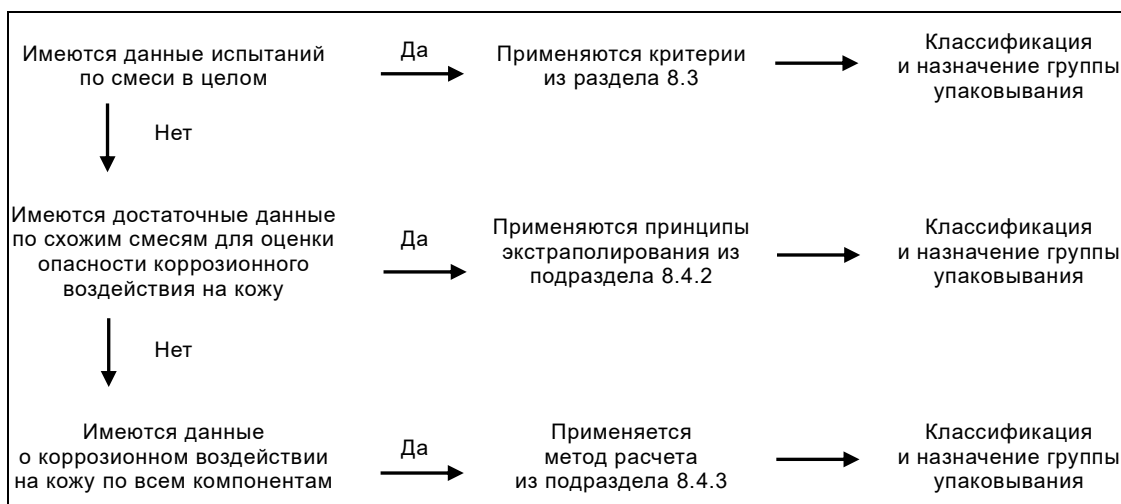 Имеются данные испытаний
по смеси в целом
Да
Применяются критерии
из раздела 8.3
Классификация
и назначение группы
упаковывания
Нет
Имеются достаточные данные
по схожим смесям для оценки
опасности коррозионного
воздействия на кожу
Да
Применяются принципы
экстраполирования из
подраздела 8.4.2
Классификация
и назначение группы
упаковывания
Нет
Имеются данные
о коррозионном воздействии
на кожу по всем компонентам
Да
Применяется
метод расчета
из подраздела 8.4.3
Классификация
и назначение группы
упаковывания